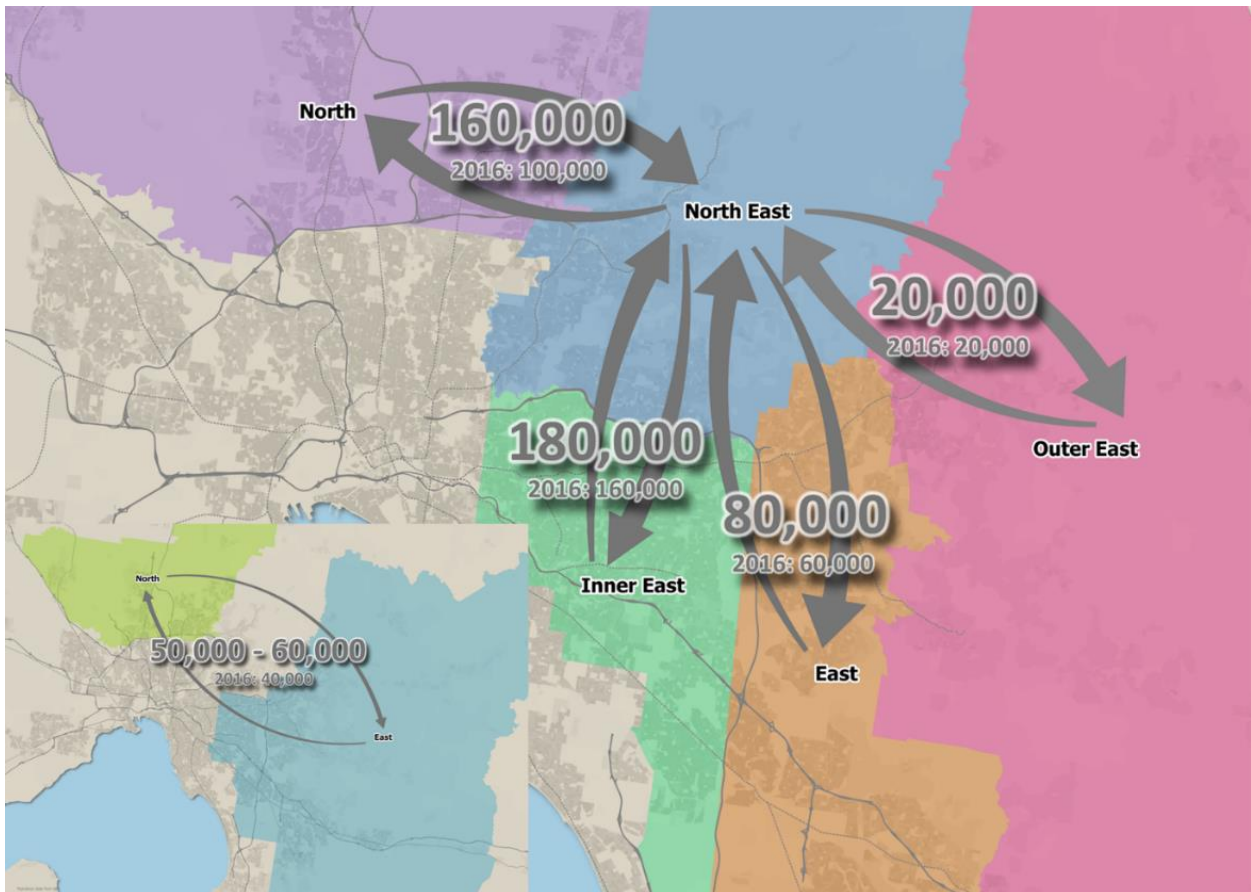 North
160,000
2016: 100,000
North East
20,000
2016: 20,000
180,000
2016: 160,000
Outer East
80,000
2016: 60,000
Inner East
East
North
50,000 - 60,000
2016: 40,000
East